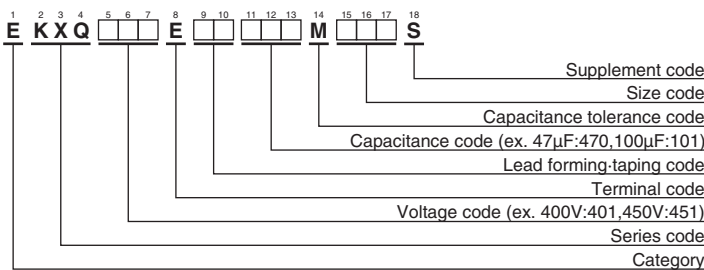 1 2 3 4 5 6 7 8 9 10 11 12 13 14 15 16 17 18
E KXQ □□□ E □□ □□□ M □□□ S
Supplement code
Size code
Capacitance tolerance code
Capacitance code (ex. 47μF:470,100μF:101)
Lead forming·taping code
Terminal code
Voltage code (ex. 400V:401,450V:451)
Series code
Category